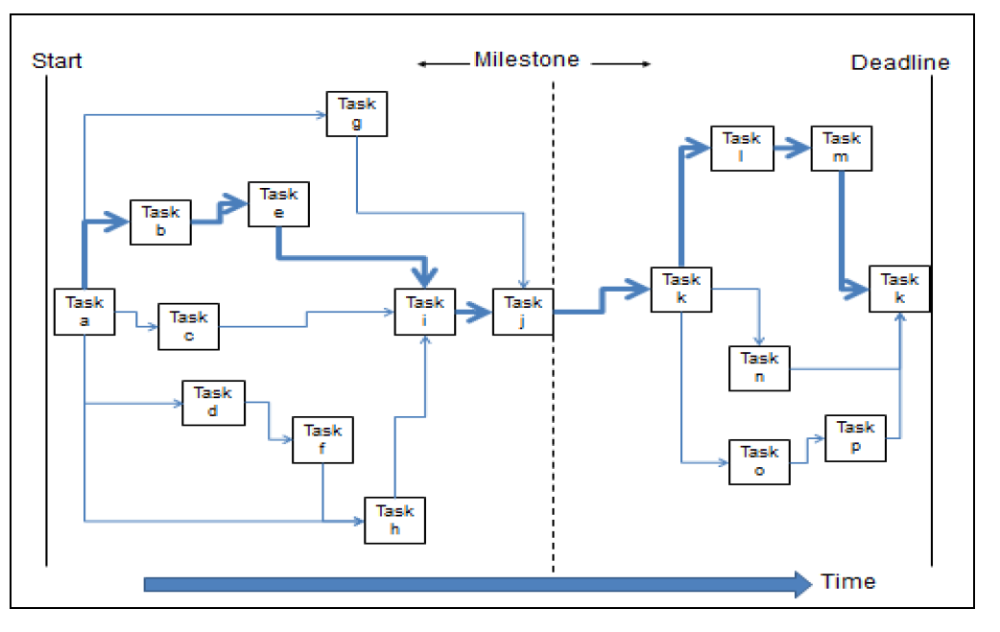 Start
Milestone
Deadline
Task
g
Task
l
Task
m
Task
e
Task
b
Task
a
Task
c
Task
i
Task
j
Task
k
Task
k
Task
n
Task
d
Task
f
Task
p
Task
o
Task
h
Time